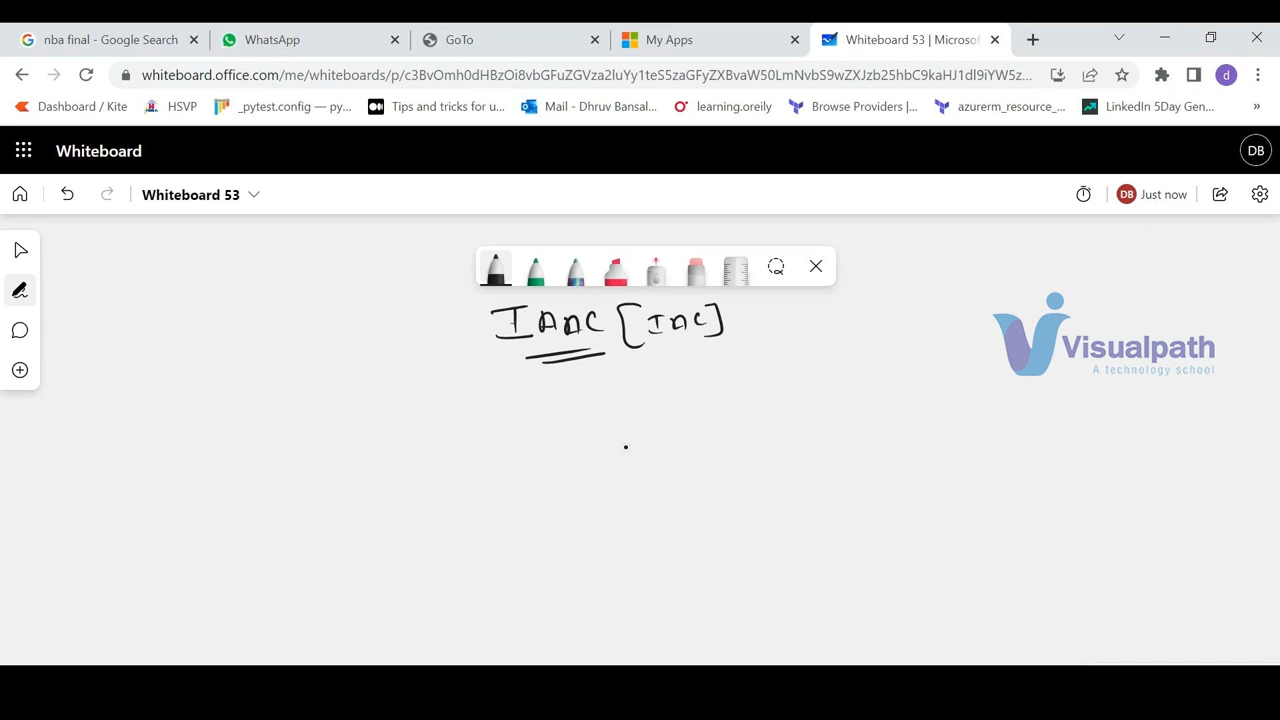 nba final - Google Search
WhatsApp
GoTo
My Apps
Whiteboard 53 | Microsof
whiteboard.office.com/me/whiteboards/p/c3BvOmh0dHBzOi8vbGFuZGVza2luYy1teS5zaGFyZXBvaW50LmNvbS9wZXJzb25hbC9kaHJ1di9iYW5z...
d
Dashboard / Kite
HSVP
_pytest.config — py...
Tips and tricks for u...
Mail - Dhruv Bansal...
learning.oreily
Browse Providers |...
azurerm_resource_...
LinkedIn 5Day Gen...
»
Whiteboard
DB
Whiteboard 53
DB Just now
IAAC [IAC]
Visualpath
A technology school